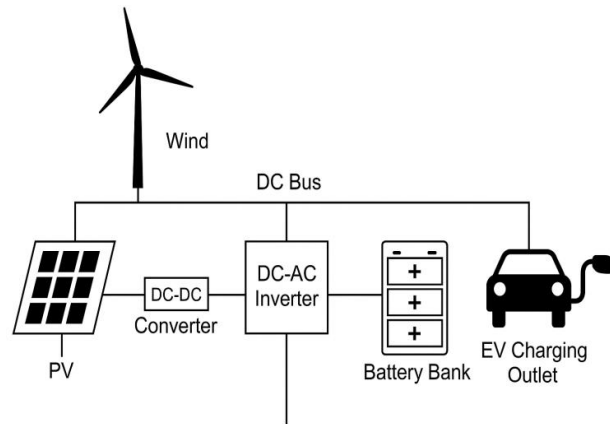 Wind
DC Bus
DC-DC
Converter
DC-AC
Inverter
PV
Battery Bank
EV Charging
Outlet